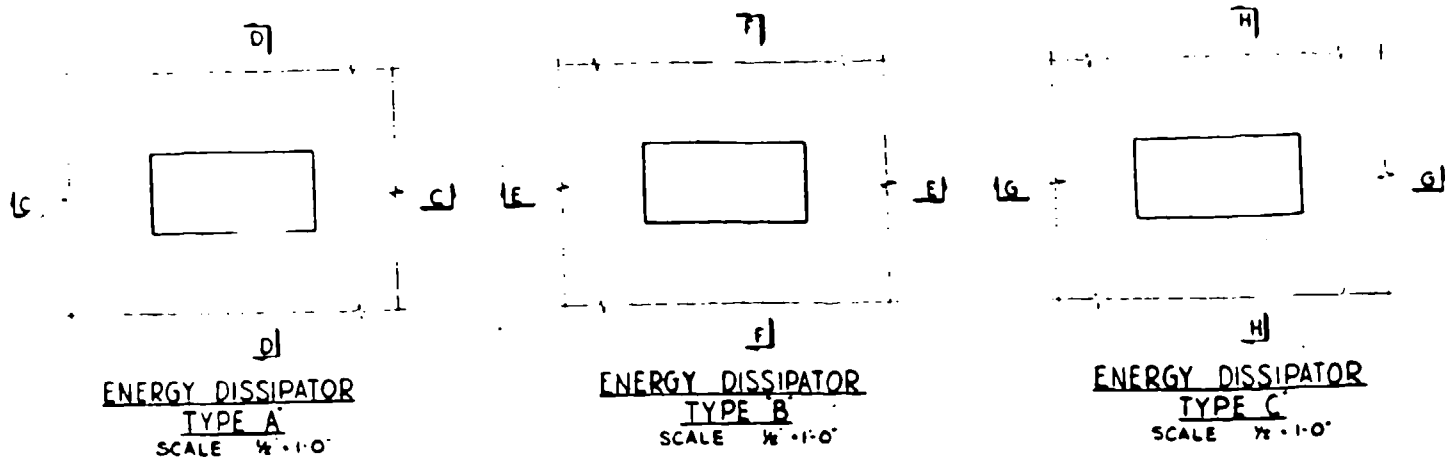 D F H
C C E E G G
D F H
ENERGY DISSIPATOR
TYPE 'A'
SCALE
ENERGY DISSIPATOR
TYPE 'B'
SCALE
ENERGY DISSIPATOR
TYPE 'C'
SCALE